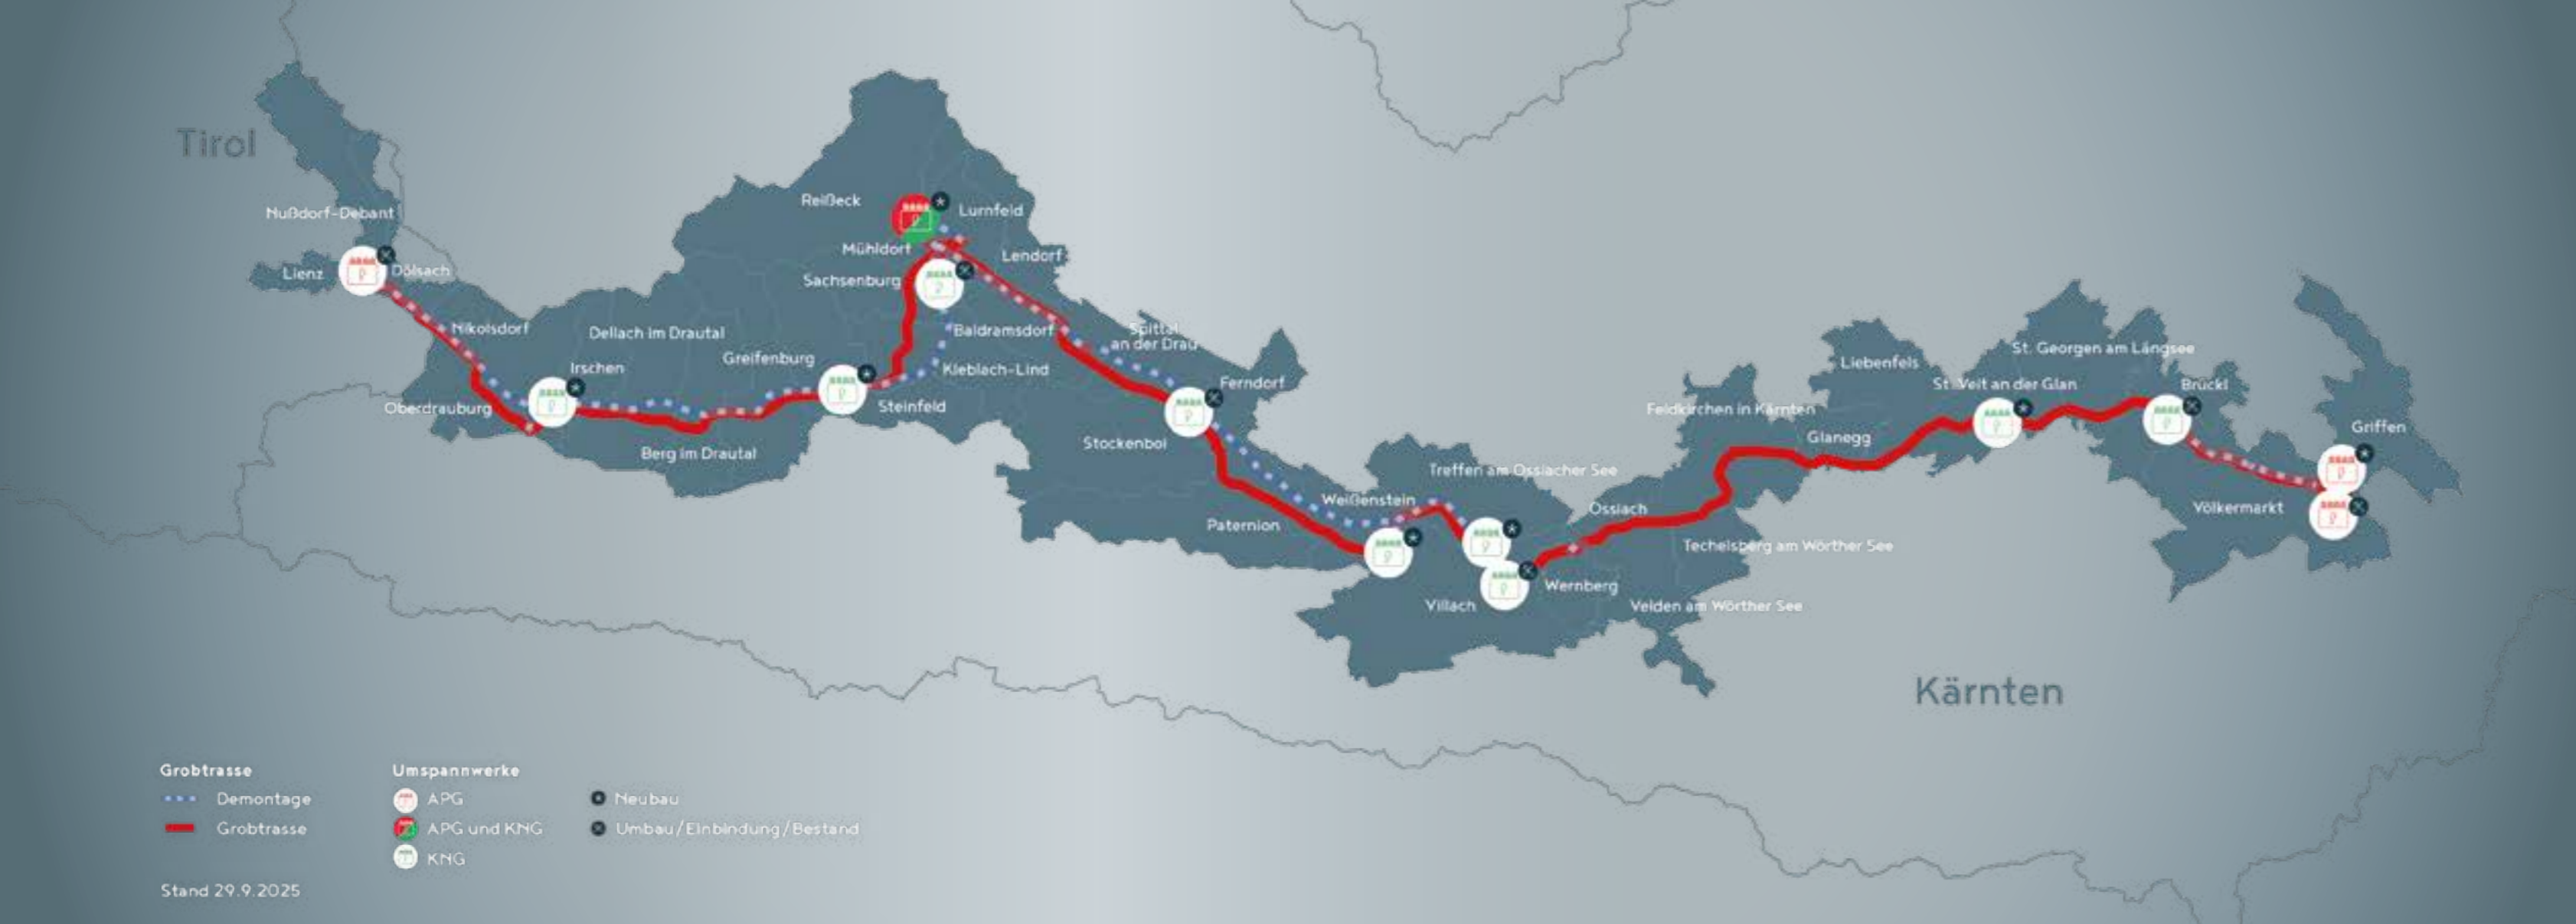 Tirol
Nußdorf-Debant
Lienz
Dölsach
Nikolsdorf
Oberdrauburg
Irschen
Dellach im Drautal
Berg im Drautal
Greifenburg
Steinfeld
Kleblach-Lind
Reißeck
Lurnfeld
Mühldorf
Lendorf
Sachsenburg
Baldramsdorf
Spittal
an der Drau
Ferndorf
Stockenboi
Paternion
Weißenstein
Treffen am Ossiacher See
Villach
Wernberg
Ossiach
Techelsberg am Wörther See
Velden am Wörther See
Feldkirchen in Kärnten
Glanegg
Liebenfels
St. Veit an der Glan
St. Georgen am Längsee
Brückl
Griffen
Völkermarkt
Kärnten
Grobtrasse
Demontage
Grobtrasse
Umspannwerke
APG
APG und KNG
KNG
Neubau
Umbau/Einbindung/Bestand
Stand 29.9.2025